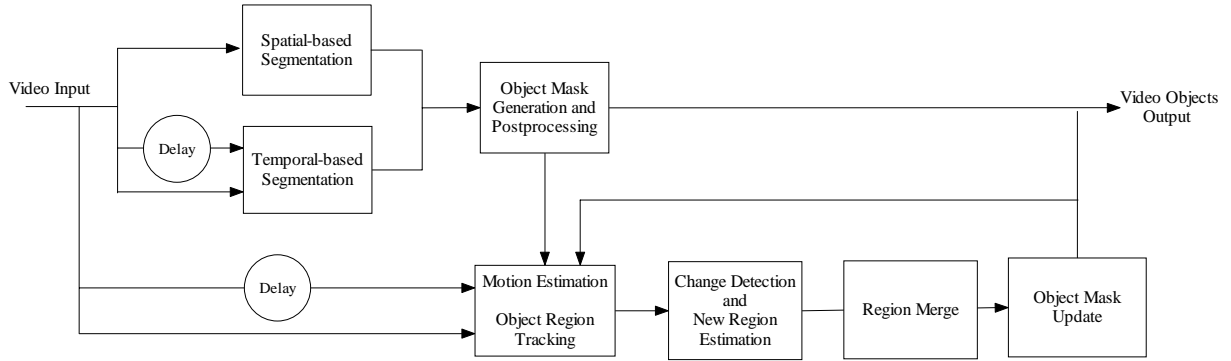 Video Input
Spatial-based
Segmentation
Delay
Temporal-based
Segmentation
Object Mask
Generation and
Postprocessing
Video Objects
Output
Delay
Motion Estimation
Object Region
Tracking
Change Detection
and
New Region
Estimation
Region Merge
Object Mask
Update